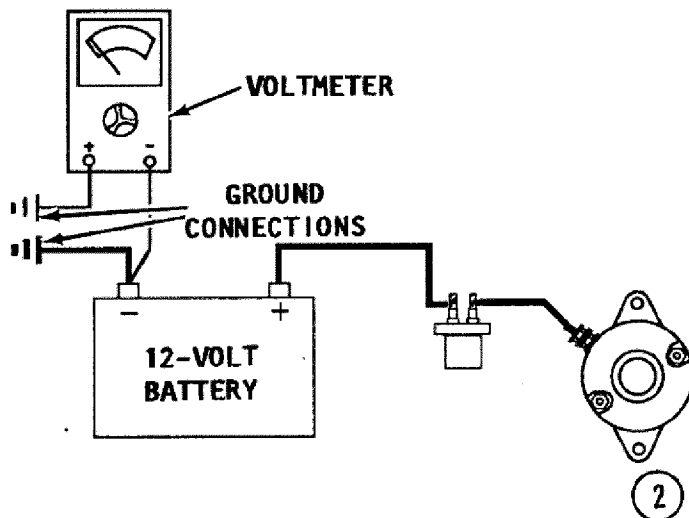 VOLTMETER
+ -
GROUND
CONNECTIONS
- +
12-VOLT
BATTERY
2